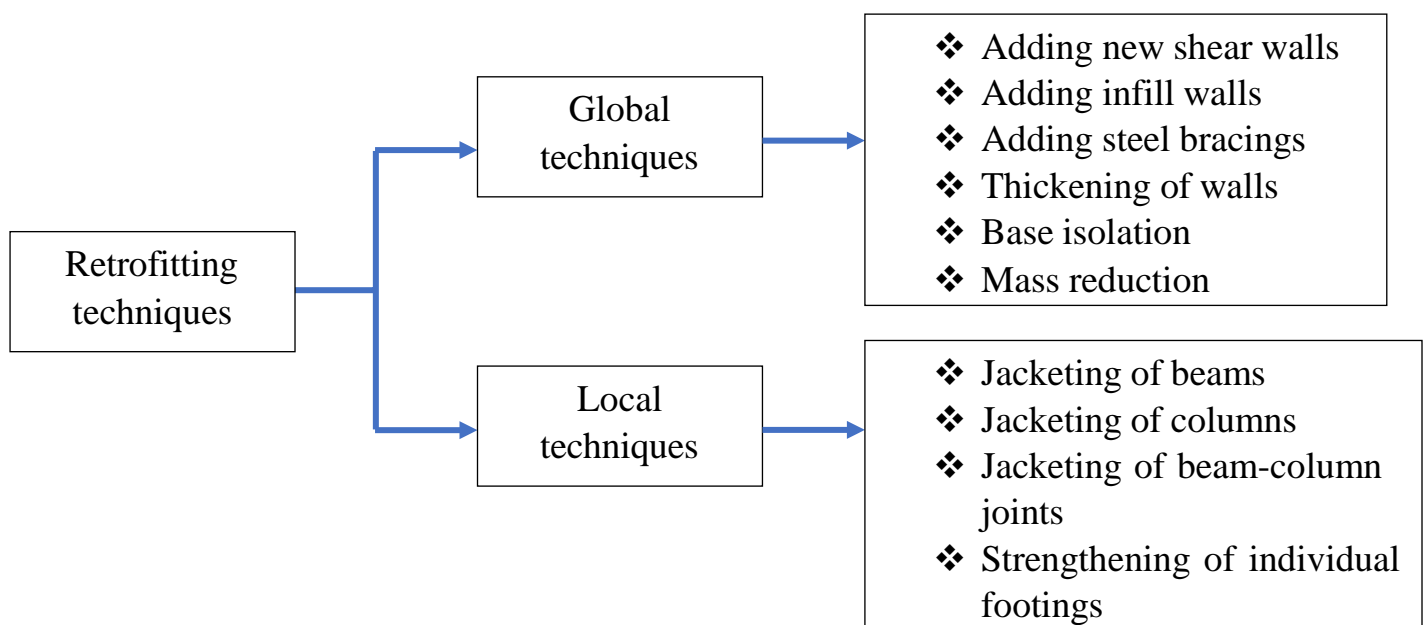 Retrofitting
techniques
Global
techniques
❖ Adding new shear walls
❖ Adding infill walls
❖ Adding steel bracings
❖ Thickening of walls
❖ Base isolation
❖ Mass reduction
Local
techniques
❖ Jacketing of beams
❖ Jacketing of columns
❖ Jacketing of beam-column
joints
❖ Strengthening of individual
footings